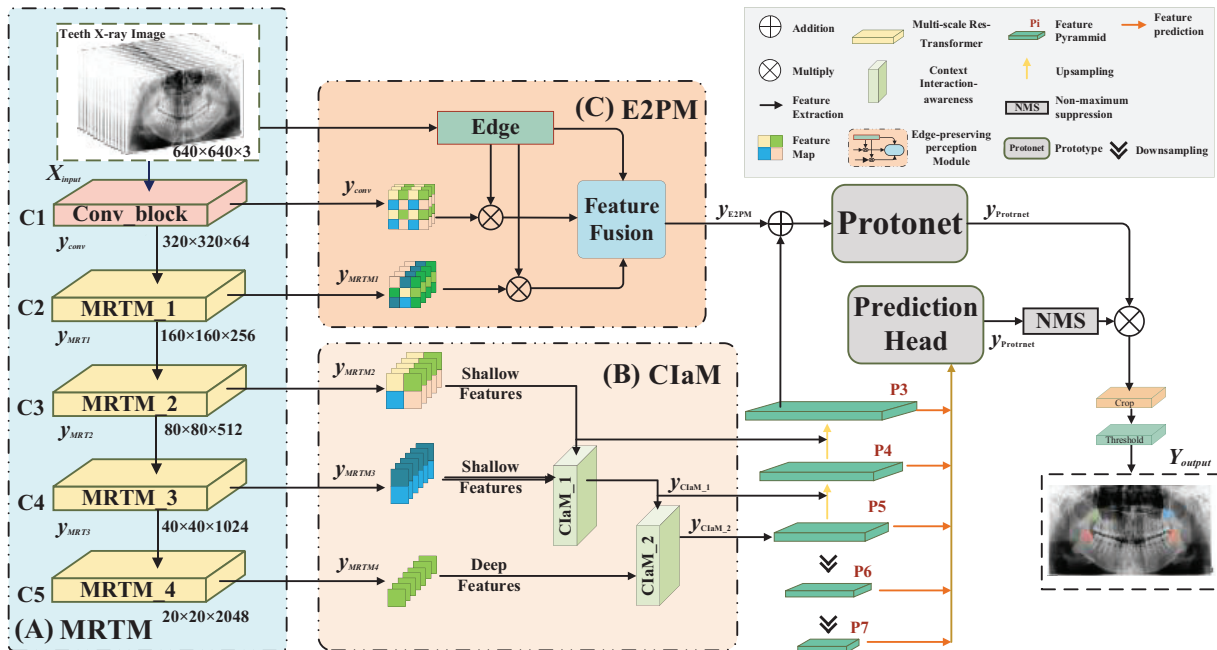 Teeth X-ray Image
640×640×3
X_input
C1
Conv_block
y_conv
320×320×64
C2
MRTM_1
y_MRT1
160×160×256
C3
MRTM_2
y_MRT2
80×80×512
C4
MRTM_3
y_MRT3
40×40×1024
C5
MRTM_4
20×20×2048
(A) MRTM
(C) E2PM
Edge
y_conv
y_MRTM1
Feature
Fusion
y_E2PM
(B) CIaM
y_MRTM2
Shallow
Features
y_MRTM3
Shallow
Features
y_MRTM4
Deep
Features
CIaM_1
CIaM_2
y_CIaM_1
y_CIaM_2
P3
P4
P5
P6
P7
Protonet
y_Protrnet
Prediction
Head
y_Protrnet
NMS
Crop
Threshold
Y_output
Addition
Multiply
Feature
Extraction
Feature
Map
Multi-scale Res-
Transformer
Context
Interaction-
awareness
Edge-preserving
perception
Module
Pi
Feature
Pyrammid
Upsampling
NMS
Non-maximum
suppression
Protonet
Prototype
Downsampling
Feature
prediction